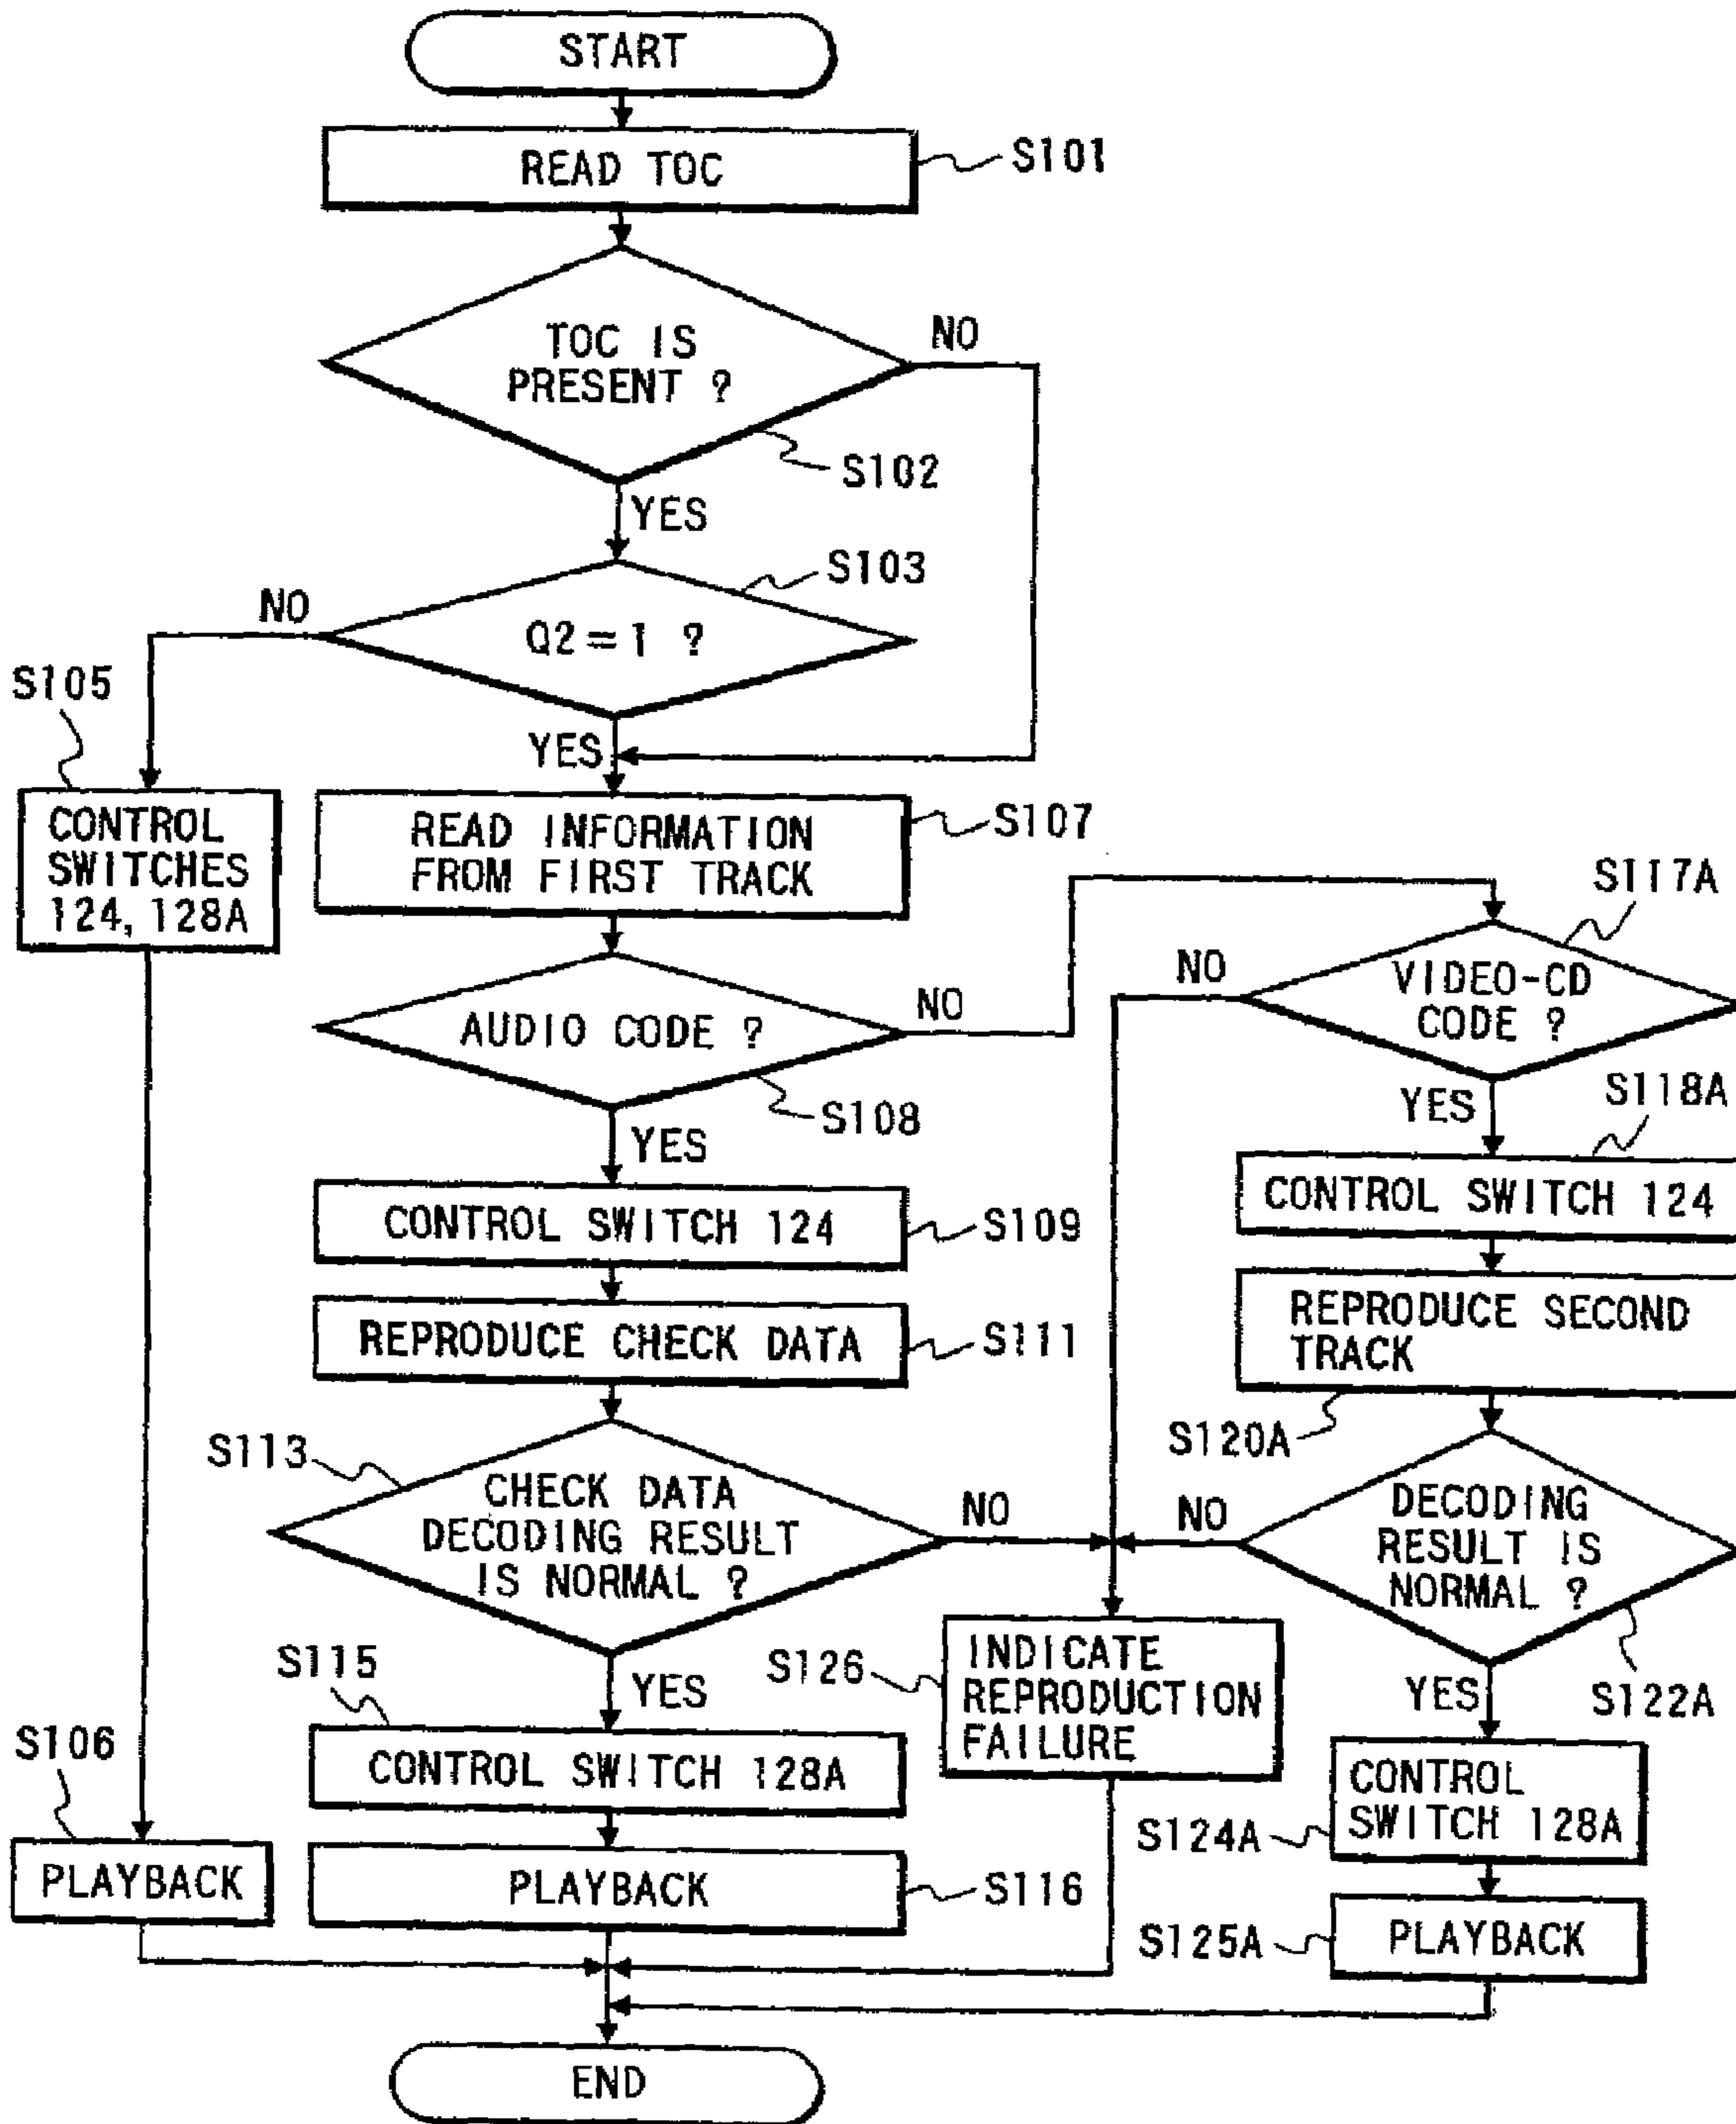 START
READ TOC
S101
TOC IS
PRESENT ?
NO
S102
YES
S103
NO
Q2=1 ?
S105
YES
CONTROL
SWITCHES
124, 128A
READ INFORMATION
FROM FIRST TRACK
S107
S117A
NO
VIDEO-CD
CODE ?
AUDIO CODE ?
NO
S108
YES
YES
S118A
CONTROL SWITCH 124
S109
CONTROL SWITCH 124
REPRODUCE CHECK DATA
S111
REPRODUCE SECOND
TRACK
S120A
S113
CHECK DATA
DECODING RESULT
IS NORMAL ?
NO
NO
DECODING
RESULT IS
NORMAL ?
S115
YES
S126
INDICATE
REPRODUCTION
FAILURE
YES
S122A
S106
CONTROL SWITCH 128A
CONTROL
SWITCH 128A
S124A
PLAYBACK
PLAYBACK
S116
S125A
PLAYBACK
END